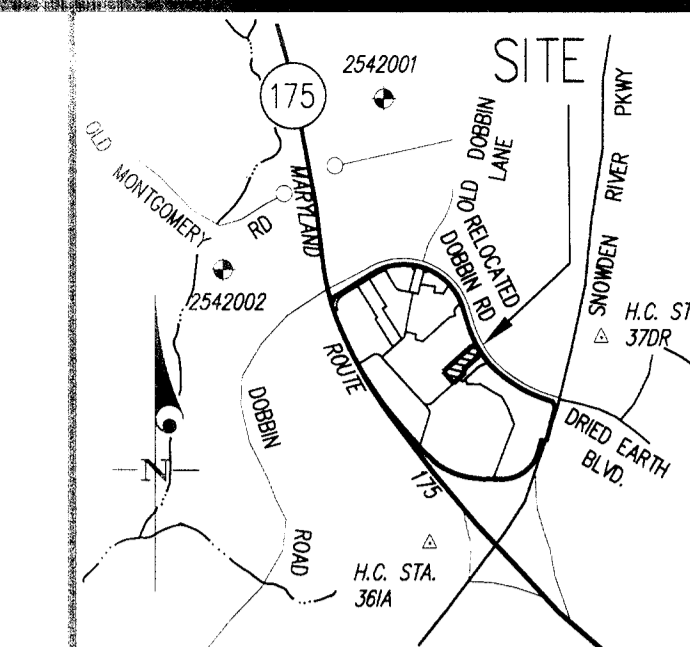 SITE
2542001
175
OLD
MONTGOMERY
RD
MARYLAND
OLD DOBBIN
LANE
SNOWDEN RIVER PKWY
RELOCATED
DOBBIN RD
2542002
H.C. ST
37DR
ROUTE
175
DOBBIN
ROAD
DRIED EARTH
BLVD.
N
H.C. STA.
361A